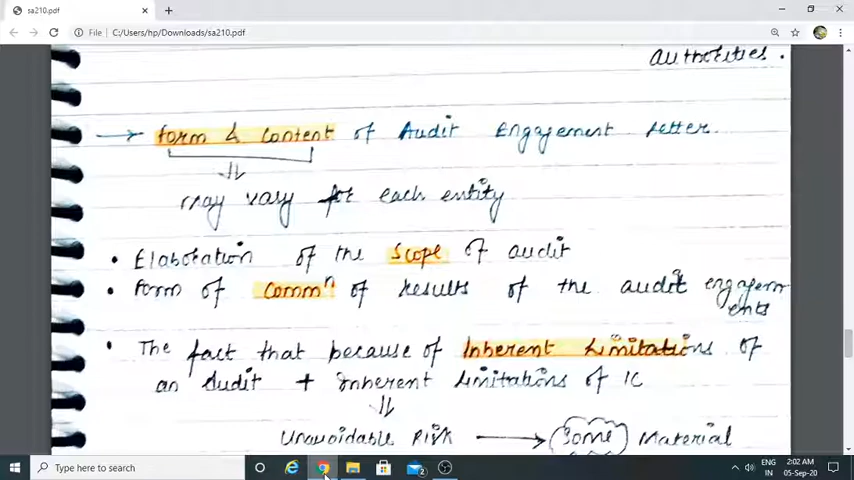 sa210.pdf
File
C:/Users/hp/Downloads/sa210.pdf
authorities.
→ Form & Content of Audit Engagement Letter.
may vary for each entity
• Elaboration of the Scope of audit
• Form of Commⁿ of Results of the audit engagem
ents
• The fact that because of Inherent Limitations of
an Audit + inherent Limitations of IC
Unavoidable Risk → Some Material
Type here to search
2
ENG
IN
2:02 AM
05-Sep-20